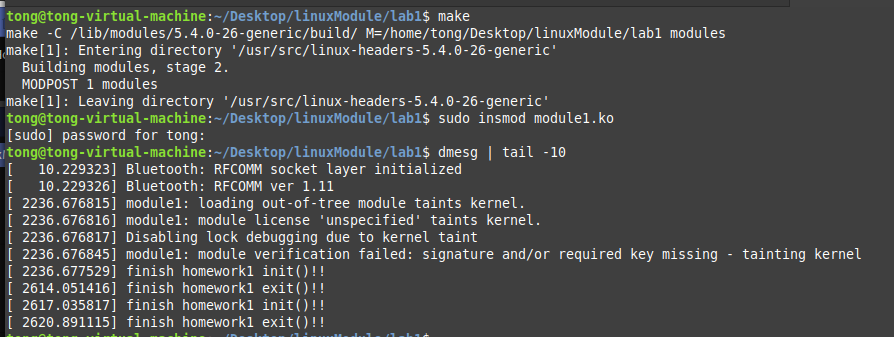 tong@tong-virtual-machine:~/Desktop/linuxModule/lab1$ make
make -C /lib/modules/5.4.0-26-generic/build/ M=/home/tong/Desktop/linuxModule/lab1 modules
make[1]: Entering directory '/usr/src/linux-headers-5.4.0-26-generic'
  Building modules, stage 2.
  MODPOST 1 modules
make[1]: Leaving directory '/usr/src/linux-headers-5.4.0-26-generic'
tong@tong-virtual-machine:~/Desktop/linuxModule/lab1$ sudo insmod module1.ko
[sudo] password for tong:
tong@tong-virtual-machine:~/Desktop/linuxModule/lab1$ dmesg | tail -10
[   10.229323] Bluetooth: RFCOMM socket layer initialized
[   10.229326] Bluetooth: RFCOMM ver 1.11
[ 2236.676815] module1: loading out-of-tree module taints kernel.
[ 2236.676816] module1: module license 'unspecified' taints kernel.
[ 2236.676817] Disabling lock debugging due to kernel taint
[ 2236.676845] module1: module verification failed: signature and/or required key missing - tainting kernel
[ 2236.677529] finish homework1 init()!!
[ 2614.051416] finish homework1 exit()!!
[ 2617.035817] finish homework1 init()!!
[ 2620.891115] finish homework1 exit()!!
tong@tong-virtual-machine:~/Desktop/linuxModule/lab1$